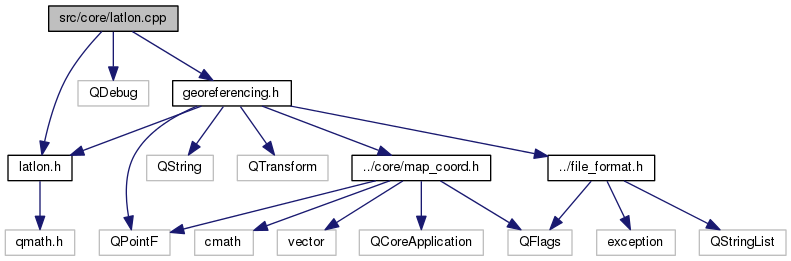 src/core/latlon.cpp
QDebug
georeferencing.h
latlon.h
QString
QTransform
../core/map_coord.h
../file_format.h
qmath.h
QPointF
cmath
vector
QCoreApplication
QFlags
exception
QStringList